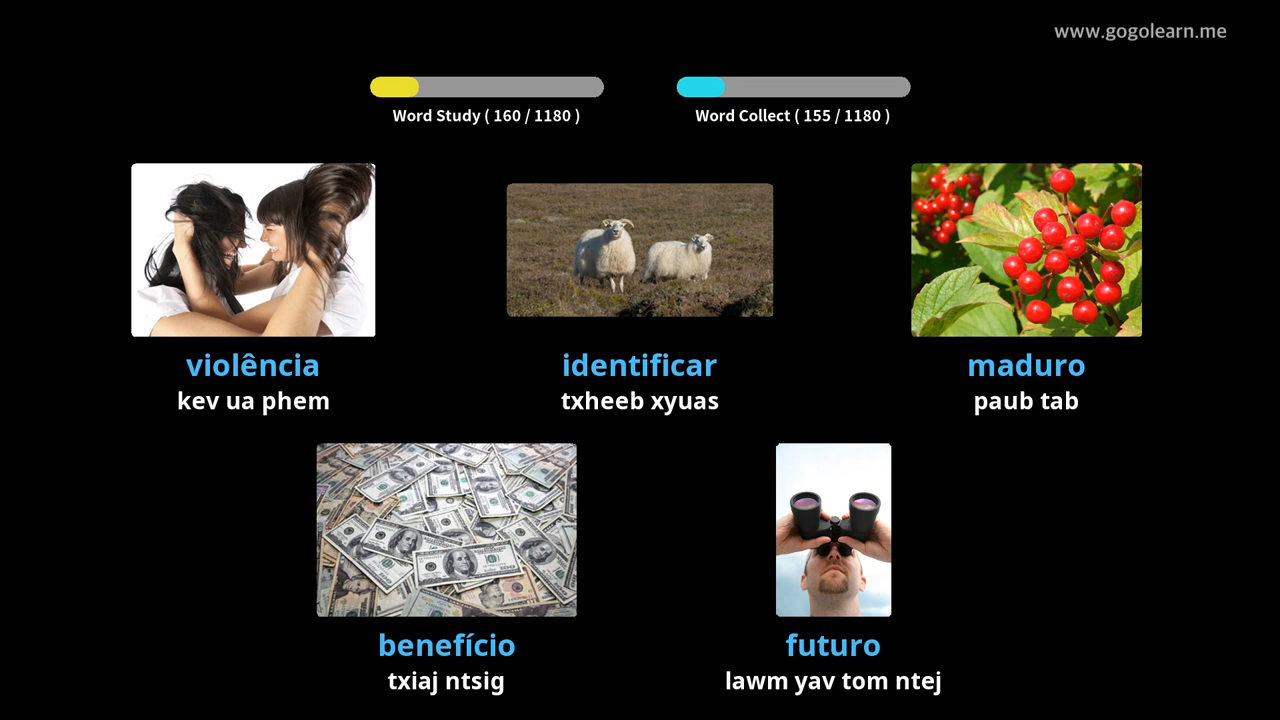 www.gogolearn.me
Word Study ( 160 / 1180 )
Word Collect ( 155 / 1180 )
violência
kev ua phem
identificar
txheeb xyuas
maduro
paub tab
benefício
txiaj ntsig
futuro
lawm yav tom ntej